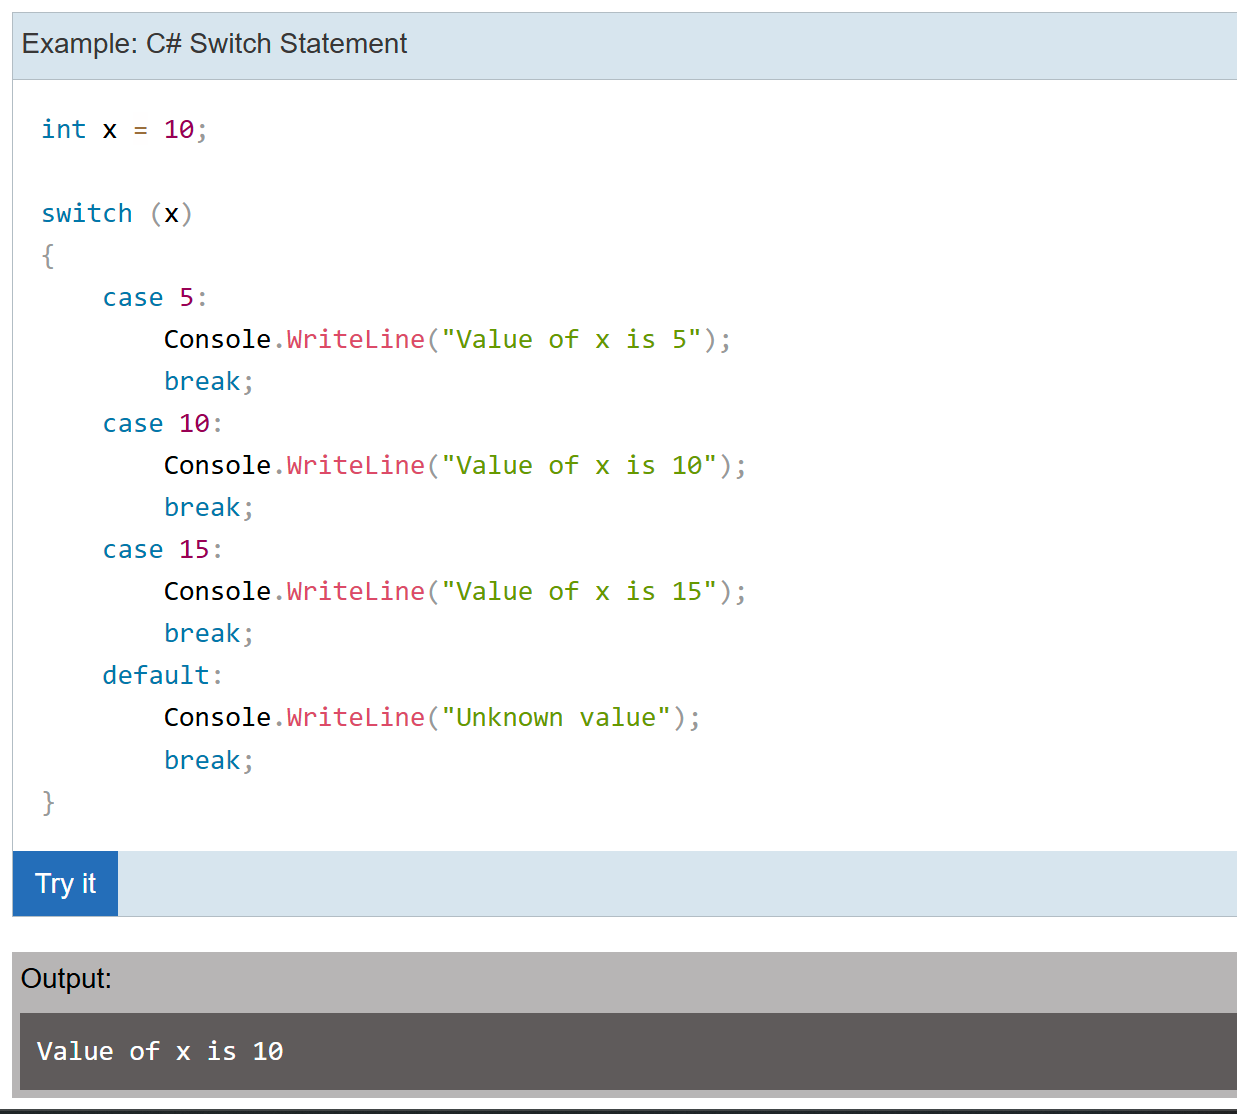 Example: C# Switch Statement
int x = 10;
switch (x)
{
    case 5:
        Console.WriteLine("Value of x is 5");
        break;
    case 10:
        Console.WriteLine("Value of x is 10");
        break;
    case 15:
        Console.WriteLine("Value of x is 15");
        break;
    default:
        Console.WriteLine("Unknown value");
        break;
}
Try it
Output:
Value of x is 10